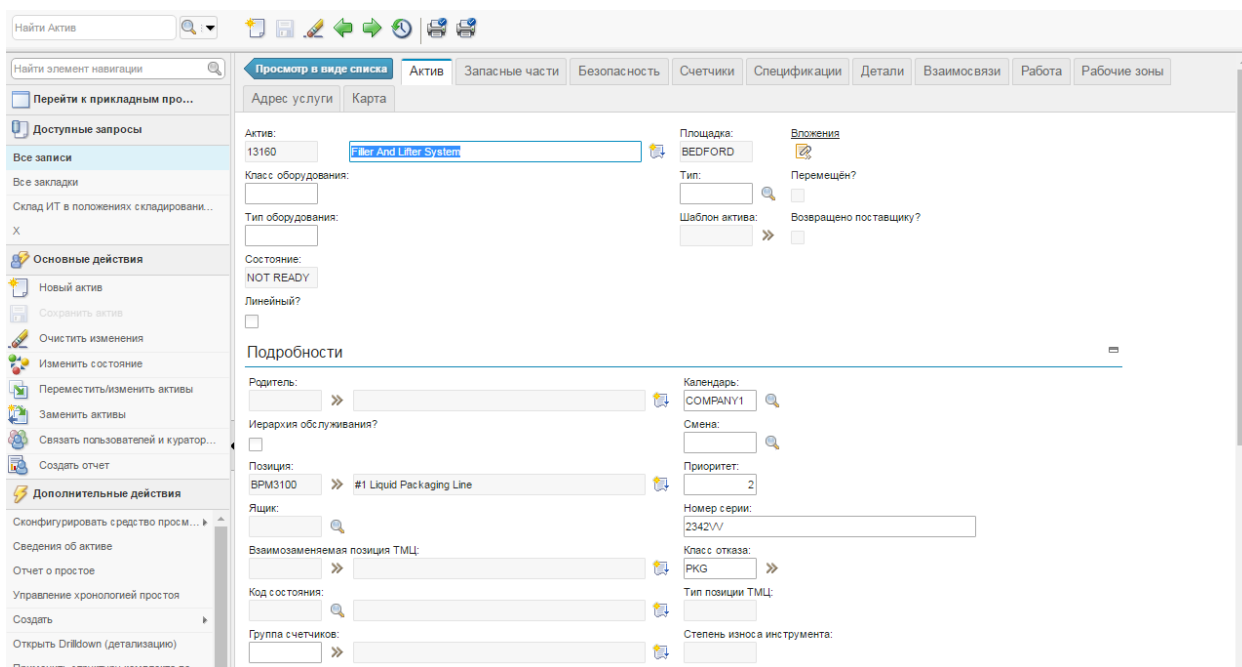 Найти Актив
Найти элемент навигации
Перейти к прикладным про...
Доступные запросы
Все записи
Все закладки
Склад ИТ в положениях складировани...
X
Основные действия
Новый актив
Сохранить актив
Очистить изменения
Изменить состояние
Переместить/изменить активы
Заменить активы
Связать пользователей и куратор...
Создать отчет
Дополнительные действия
Сконфигурировать средство просм...
Сведения об активе
Отчет о простое
Управление хронологией простоя
Создать
Открыть Drilldown (детализацию)
Просмотр в виде списка Актив Запасные части Безопасность Счетчики Спецификации Детали Взаимосвязи Работа Рабочие зоны
Адрес услуги Карта
Актив: Площадка: Вложения
13160 Filler And Lifter System BEDFORD
Класс оборудования: Тип: Перемещён?
Тип оборудования: Шаблон актива: Возвращено поставщику?
Состояние:
NOT READY
Линейный?
Подробности
Родитель: Календарь:
COMPANY1
Иерархия обслуживания? Смена:
Позиция: Приоритет:
BPM3100 #1 Liquid Packaging Line 2
Ящик: Номер серии:
Взаимозаменяемая позиция ТМЦ: Класс отказа:
PKG
Код состояния: Тип позиции ТМЦ:
Группа счетчиков: Степень износа инструмента: